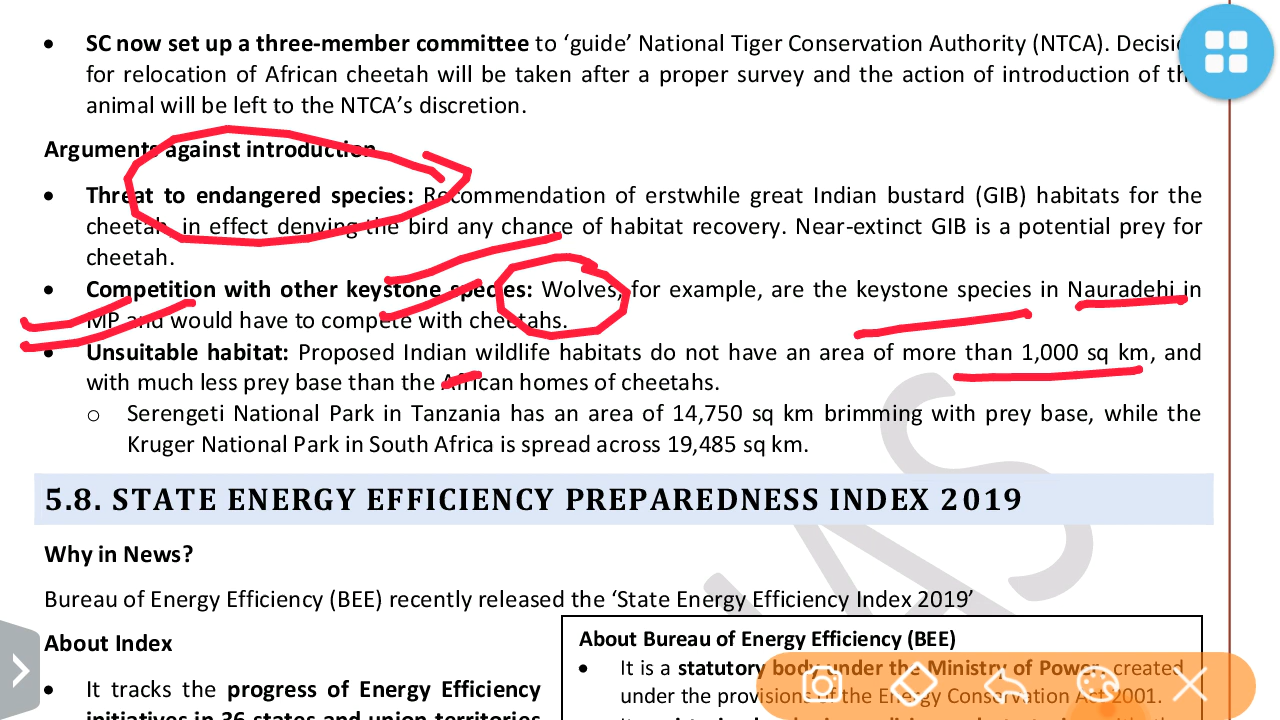 • SC now set up a three-member committee to ‘guide’ National Tiger Conservation Authority (NTCA).
for relocation of African cheetah will be taken after a proper survey and the action of introduction of
animal will be left to the NTCA’s discretion.
Arguments against introduction
• Threat to endangered species: Recommendation of erstwhile great Indian bustard (GIB) habitats for the
cheetah, in effect denying the bird any chance of habitat recovery. Near-extinct GIB is a potential prey for
cheetah.
• Competition with other keystone species: Wolves, for example, are the keystone species in Nauradehi in
MP and would have to compete with cheetahs.
• Unsuitable habitat: Proposed Indian wildlife habitats do not have an area of more than 1,000 sq km, and
with much less prey base than the African homes of cheetahs.
o Serengeti National Park in Tanzania has an area of 14,750 sq km brimming with prey base, while the
Kruger National Park in South Africa is spread across 19,485 sq km.
5.8. STATE ENERGY EFFICIENCY PREPAREDNESS INDEX 2019
Why in News?
Bureau of Energy Efficiency (BEE) recently released the ‘State Energy Efficiency Index 2019’
About Index
• It tracks the progress of Energy Efficiency
initiatives in 36 states and union territories
About Bureau of Energy Efficiency (BEE)
• It is a statutory body under the Ministry of Power, created
under the provisions of the Energy Conservation Act 2001.
IAS